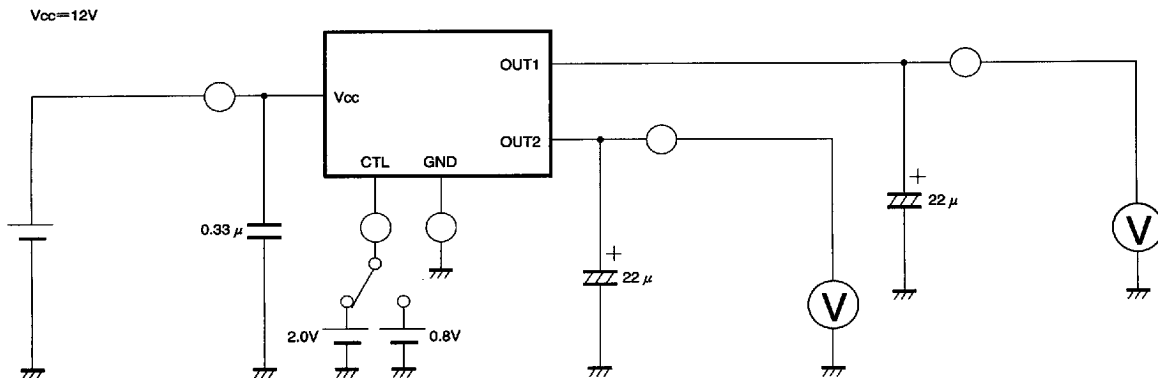 Vcc=12V
OUT1
Vcc
OUT2
CTL
GND
+
22 μ
0.33 μ
V
+
22 μ
2.0V
0.8V
V